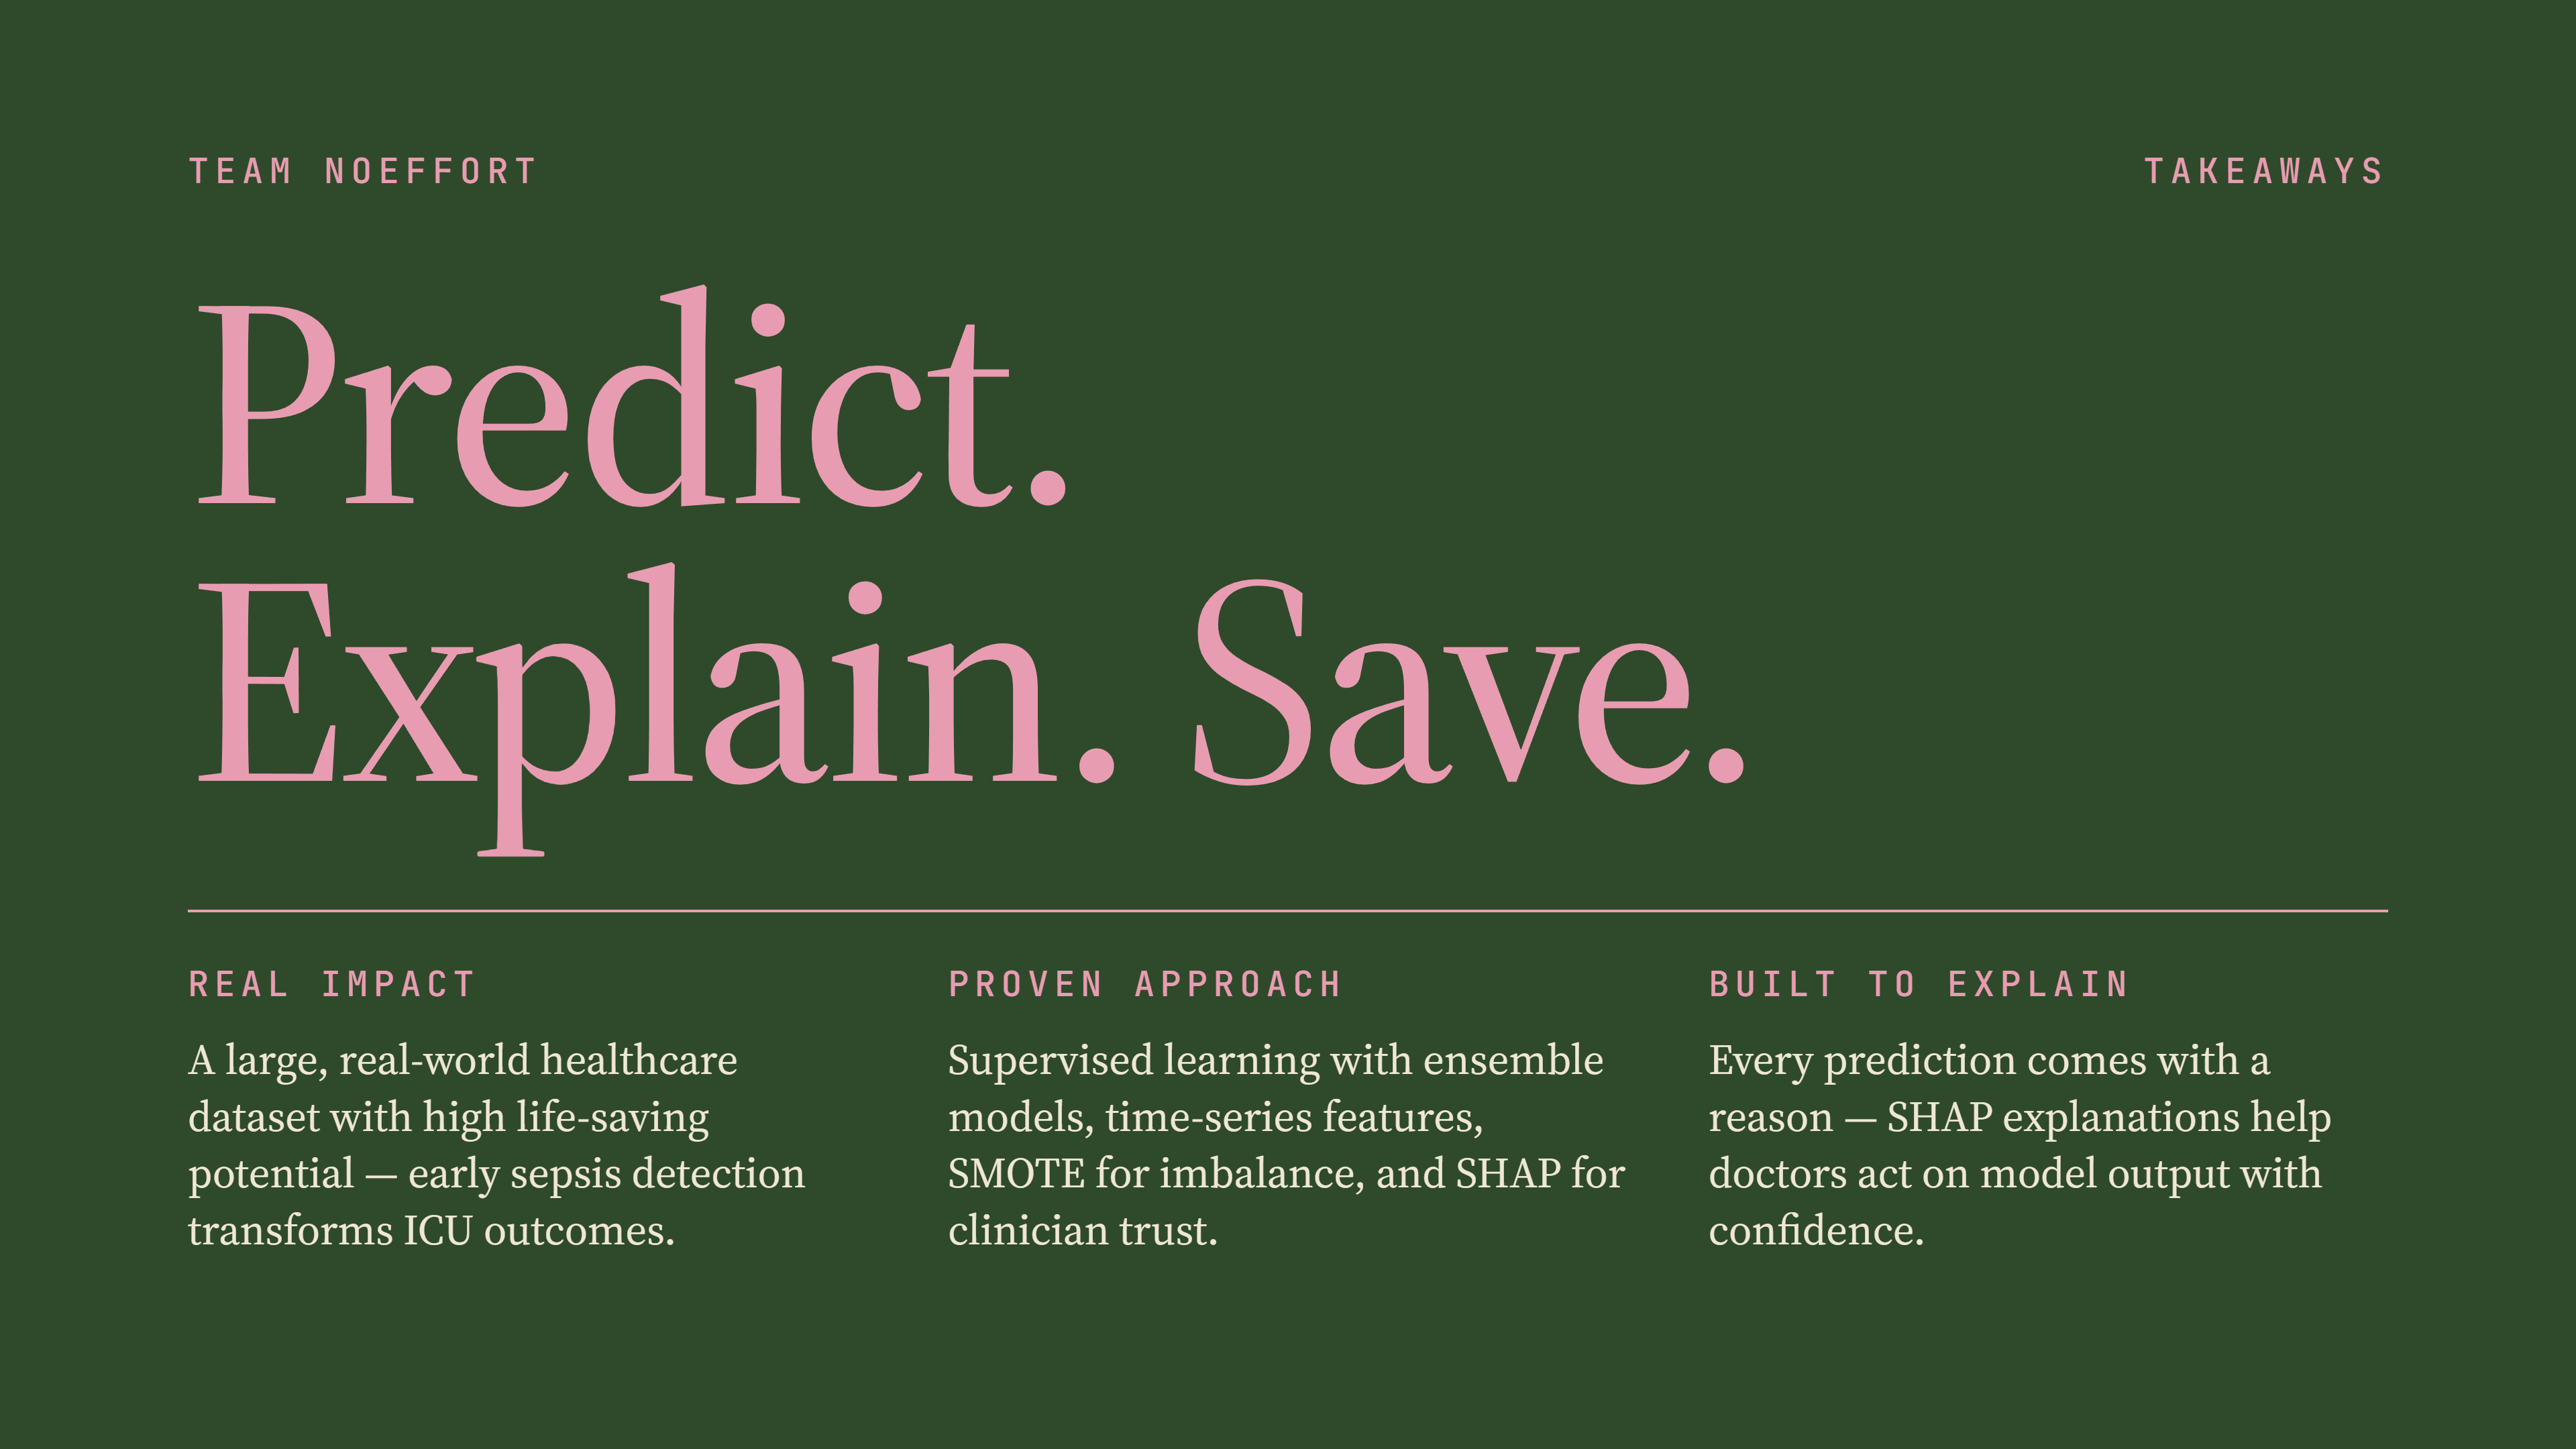 TEAM NOEFFORT
TAKEAWAYS
Predict.
Explain. Save.
REAL IMPACT
A large, real-world healthcare
dataset with high life-saving
potential — early sepsis detection
transforms ICU outcomes.
PROVEN APPROACH
Supervised learning with ensemble
models, time-series features,
SMOTE for imbalance, and SHAP for
clinician trust.
BUILT TO EXPLAIN
Every prediction comes with a
reason — SHAP explanations help
doctors act on model output with
confidence.